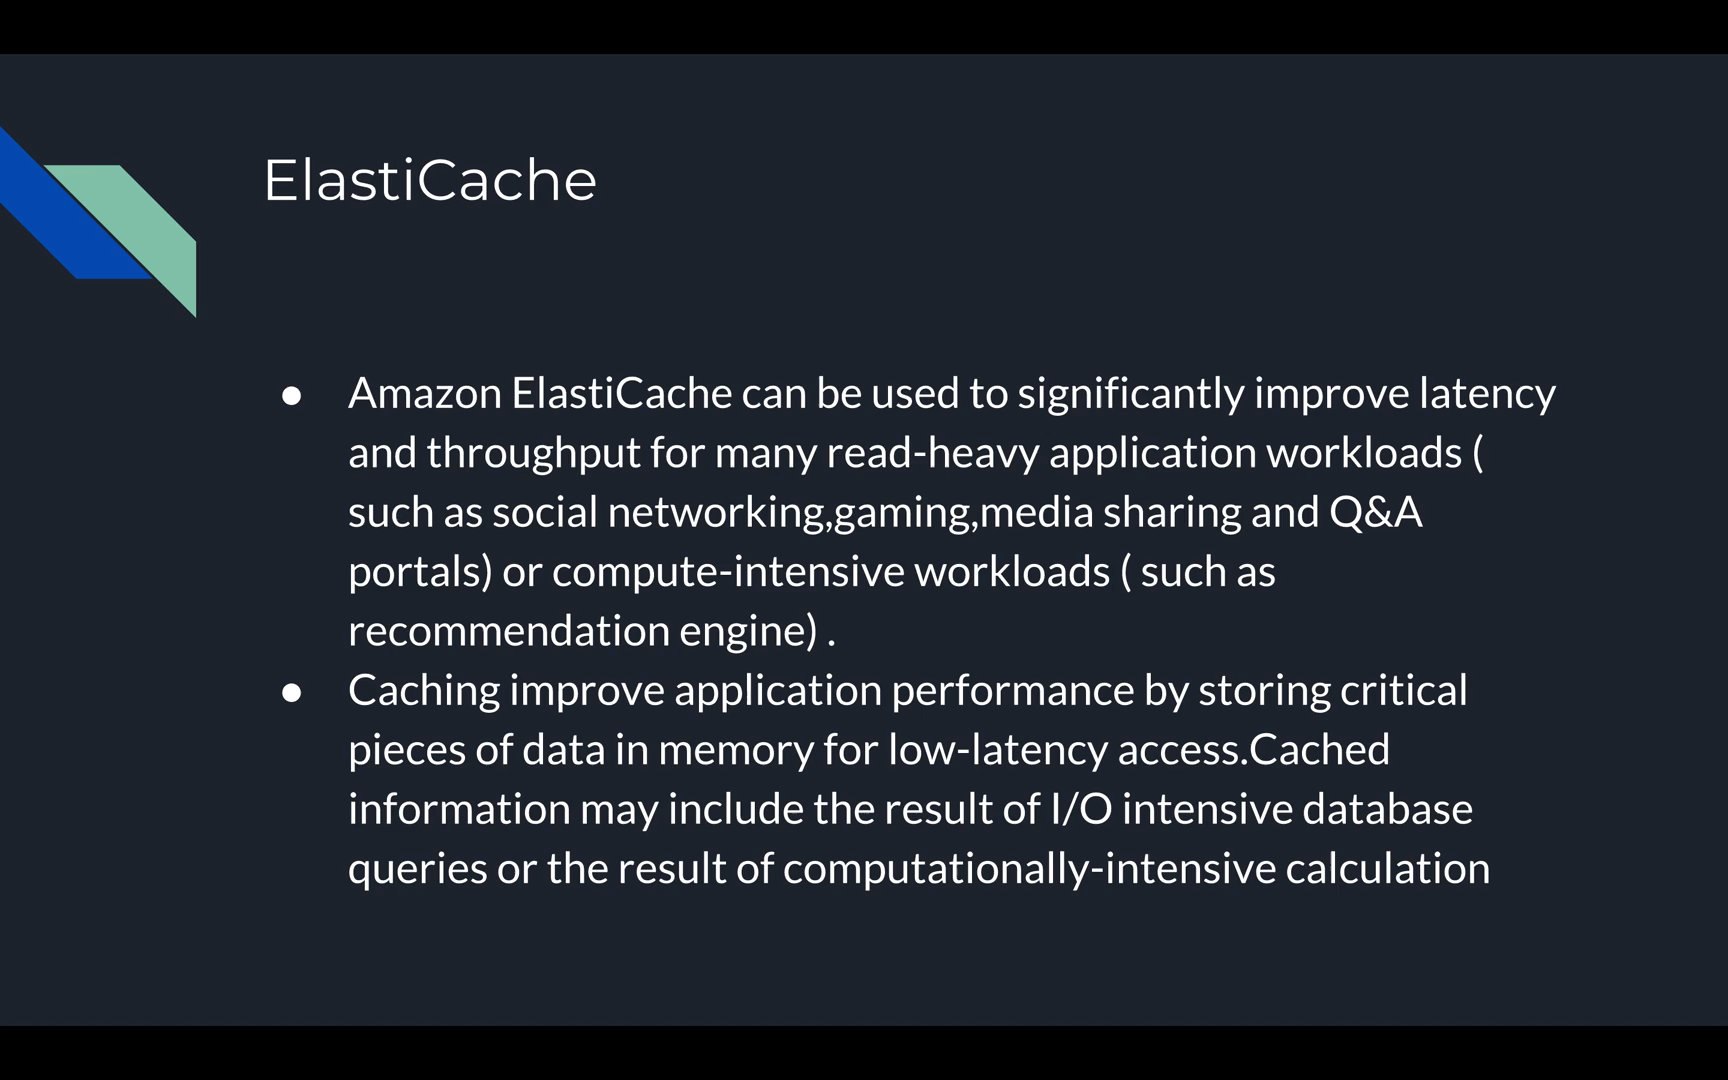 ElastiCache
● Amazon ElastiCache can be used to significantly improve latency
and throughput for many read-heavy application workloads (
such as social networking,gaming,media sharing and Q&A
portals) or compute-intensive workloads ( such as
recommendation engine) .
● Caching improve application performance by storing critical
pieces of data in memory for low-latency access.Cached
information may include the result of I/O intensive database
queries or the result of computationally-intensive calculation